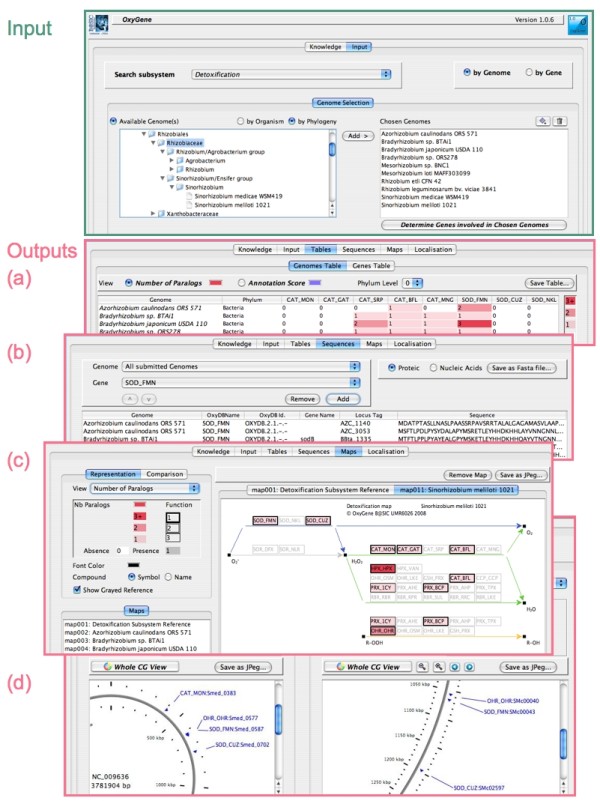 Input
OxyGene
Version 1.0.6
Knowledge Input
Search subsystem Detoxification by Genome by Gene
Genome Selection
Available Genome(s) by Organism by Phylogeny Chosen Genomes
Rhizobiales
Rhizobiaceae
Rhizobium/Agrobacterium group
Agrobacterium
Rhizobium
Sinorhizobium/Ensifer group
Sinorhizobium
Sinorhizobium medicae WSM419
Sinorhizobium meliloti 1021
Xanthobacteraceae
Add >
Azorhizobium caulinodans ORS 571
Bradyrhizobium sp. BTAi1
Bradyrhizobium japonicum USDA 110
Bradyrhizobium sp. ORS278
Mesorhizobium sp. BNC1
Mesorhizobium loti MAFF303099
Rhizobium etli CFN 42
Rhizobium leguminosarum bv. viciae 3841
Sinorhizobium medicae WSM419
Sinorhizobium meliloti 1021
Determine Genes involved in Chosen Genomes
Outputs
(a)
Knowledge Input Tables Sequences Maps Localisation
Genomes Table Genes Table
View Number of Paralogs Annotation Score Phylum Level 0 Save Table...
Genome Phylum CAT_MON CAT_GAT CAT_SRP CAT_BFL CAT_MNG SOD_FMN SOD_CUZ SOD_NKL
Azorhizobium caulinodans ORS 571 Bacteria 0 0 0 1 0 2 0 0
Bradyrhizobium sp. BTAi1 Bacteria 0 0 1 1 1 1 0 0
Bradyrhizobium japonicum USDA 110 Bacteria 0 0 2 1 1 3 0 0
Bradyrhizobium sp. ORS278 Bacteria 0 0 1 1 1 1 0 0
3+
2
1
(b)
Knowledge Input Tables Sequences Maps Localisation
Genome All submitted Genomes
Gene SOD_FMN
Remove Add
Proteic Nucleic Acids Save as Fasta file...
Genome OxyDBName OxyDB Id. Gene Name Locus Tag Sequence
Azorhizobium caulinodans ORS 571 SOD_FMN OXYDB.2.1.-.- AZC_1140
Azorhizobium caulinodans ORS 571 SOD_FMN OXYDB.2.1.-.- AZC_3053
Bradyrhizobium sp. BTAi1 SOD_FMN OXYDB.2.1.-.- sodB BBta_1335
(c)
Knowledge Input Tables Sequences Maps Localisation
Representation Comparison
View Number of Paralogs
Nb Paralogs Function
3+ 1
2 2
1 3
Absence 0 Presence 1
Font Color
Compound Symbol Name
Show Grayed Reference
Maps
map001: Detoxification Subsystem Reference
map002: Azorhizobium caulinodans ORS 571
map003: Bradyrhizobium sp. BTAi1
map004: Bradyrhizobium japonicum USDA 110
Remove Map Save as JPeg...
map001: Detoxification Subsystem Reference map011: Sinorhizobium meliloti 1021
Detoxification map Sinorhizobium meliloti 1021
© OxyGene B@SIC UMR6026 2008
SOD_FMN SOD_NKL SOD_CUZ
O₂
SOR_DFX SOR_NLR
CAT_MON CAT_GAT CAT_SRP CAT_BFL CAT_MNG
O₂⁻ H₂O₂
HPX_HPR
CAT_BFL
PRX_1CY PRX_BCP
H₂O
PRX_1CY PRX_BCP
OHR_OHR
R-OOH R-OH
(d)
Whole CG View Save as JPeg...
CAT_MON:Smed_0383
OHR_OHR:Smed_0577
SOD_FMN:Smed_0587
SOD_CUZ:Smed_0702
500 kbp
NC_009636
3781904 bp
1000 kbp
Whole CG View Save as JPeg...
1050 kbp
OHR_OHR:SMc00040
SOD_FMN:SMc00043
1100 kbp
1150 kbp
1200 kbp
SOD_CUZ:SMc02597
1250 kbp